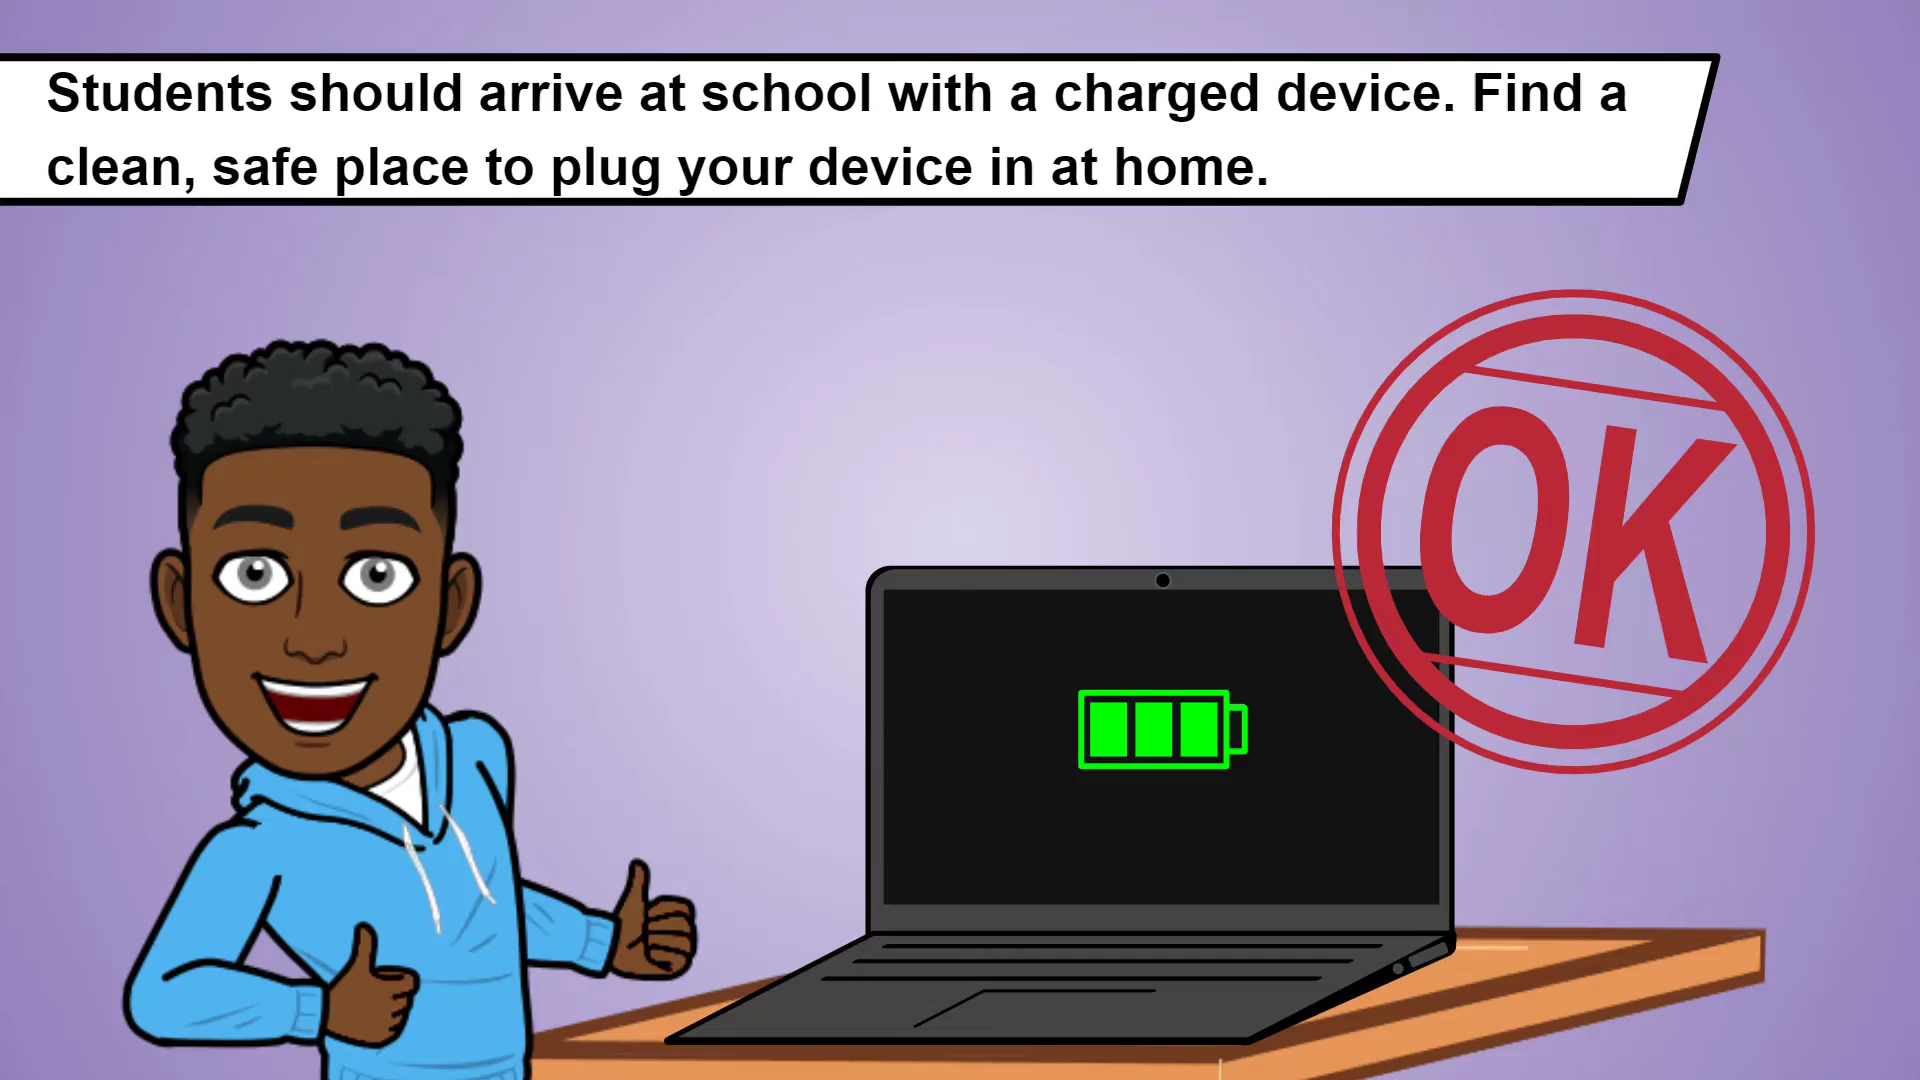 Students should arrive at school with a charged device. Find a
clean, safe place to plug your device in at home.
OK